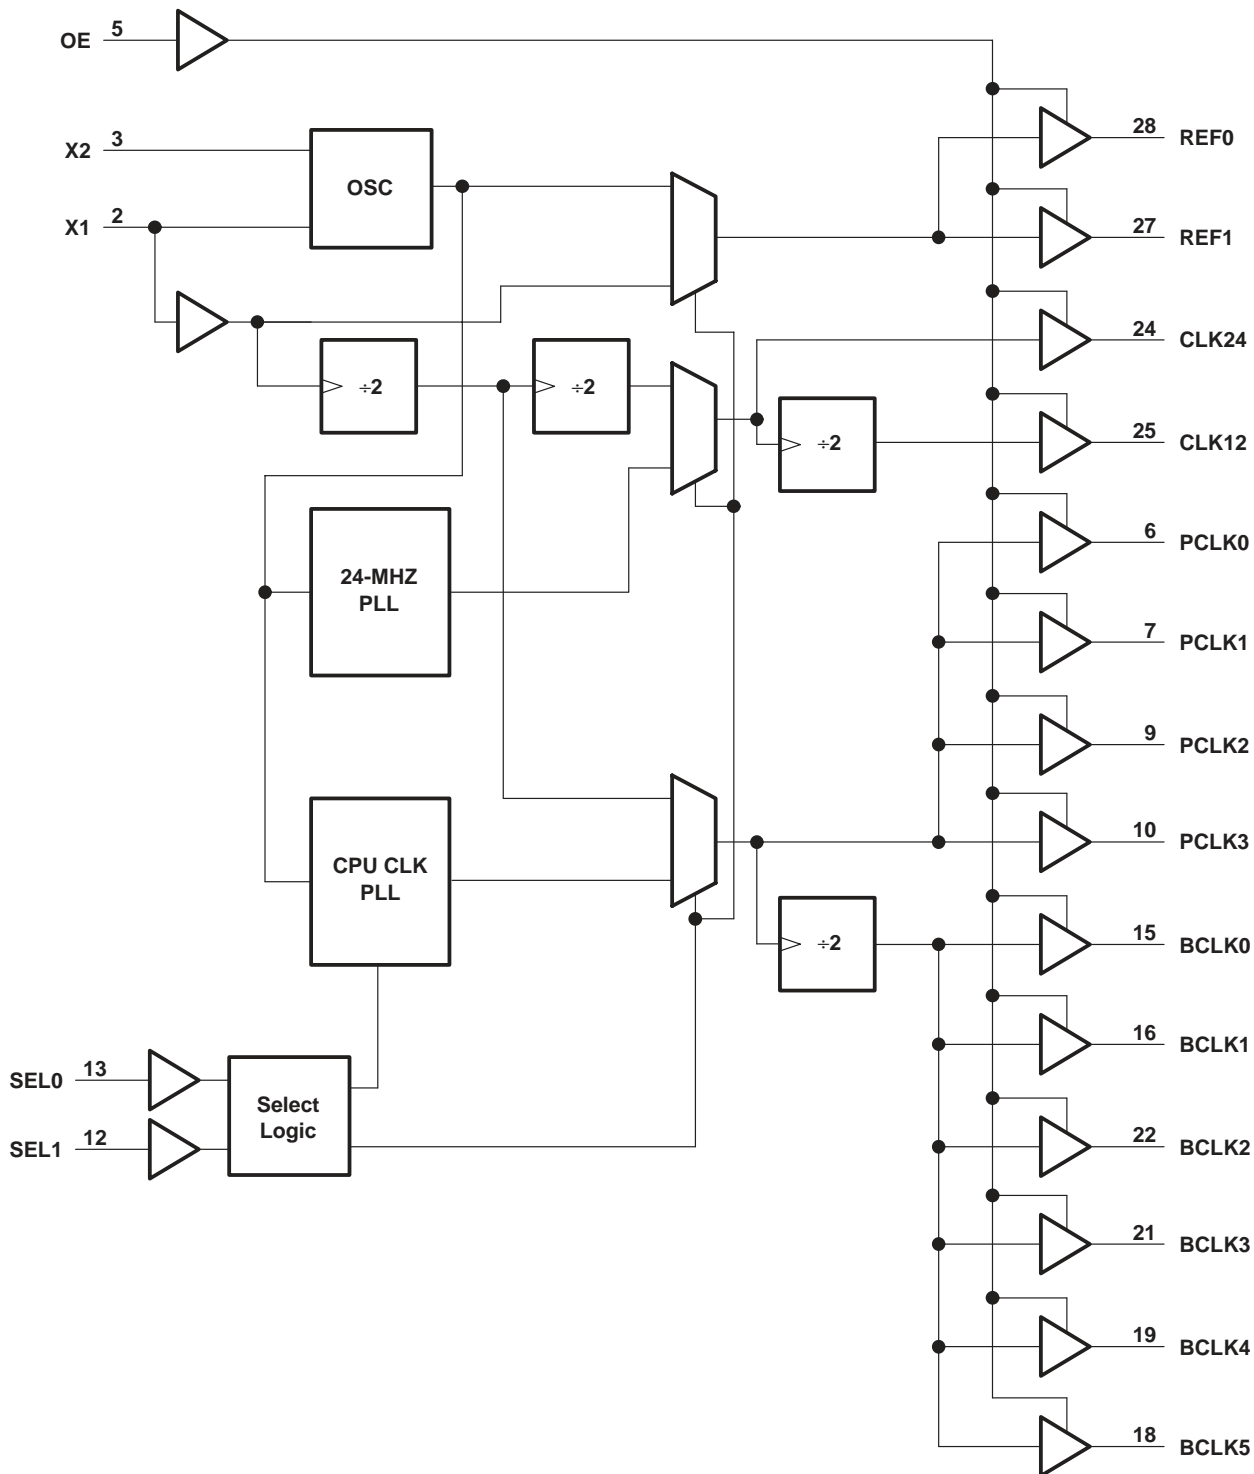 OE 5
X2 3
OSC
X1 2
28 REF0
27 REF1
24 CLK24
÷2
÷2
÷2
25 CLK12
24-MHZ
PLL
6 PCLK0
7 PCLK1
9 PCLK2
CPU CLK
PLL
10 PCLK3
÷2
15 BCLK0
16 BCLK1
SEL0 13
Select
Logic
SEL1 12
22 BCLK2
21 BCLK3
19 BCLK4
18 BCLK5